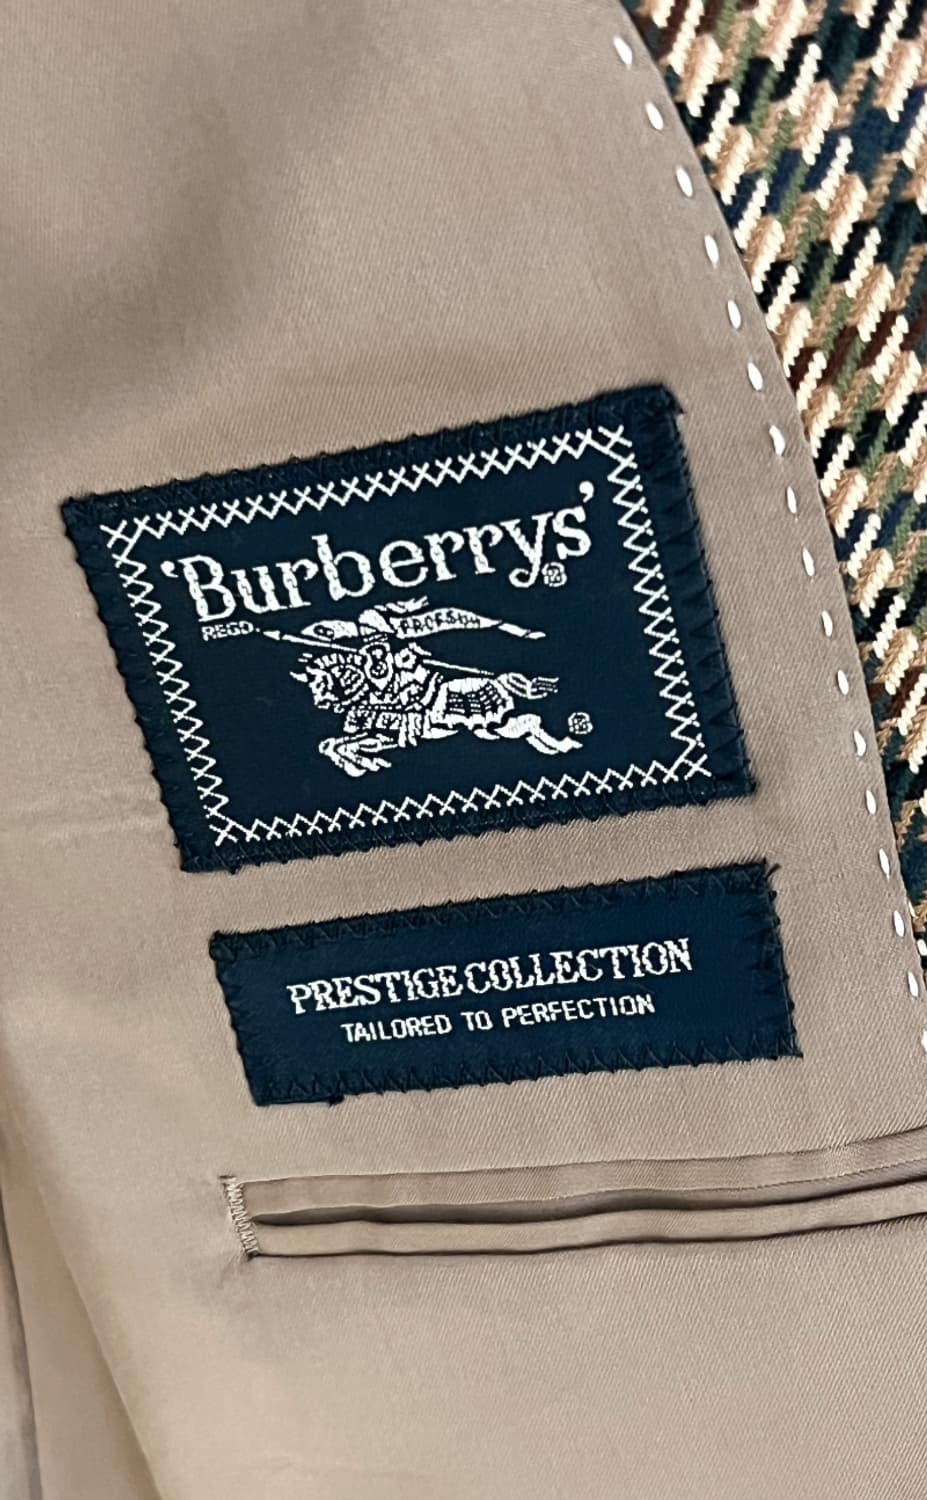 'Burberrys'®
REGD.
PRORSUM
®
PRESTIGE COLLECTION
TAILORED TO PERFECTION